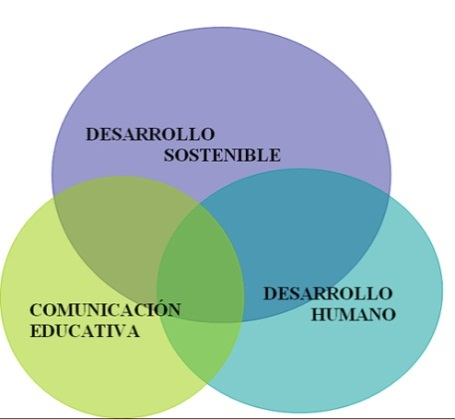 DESARROLLO
SOSTENIBLE
COMUNICACIÓN
EDUCATIVA
DESARROLLO
HUMANO